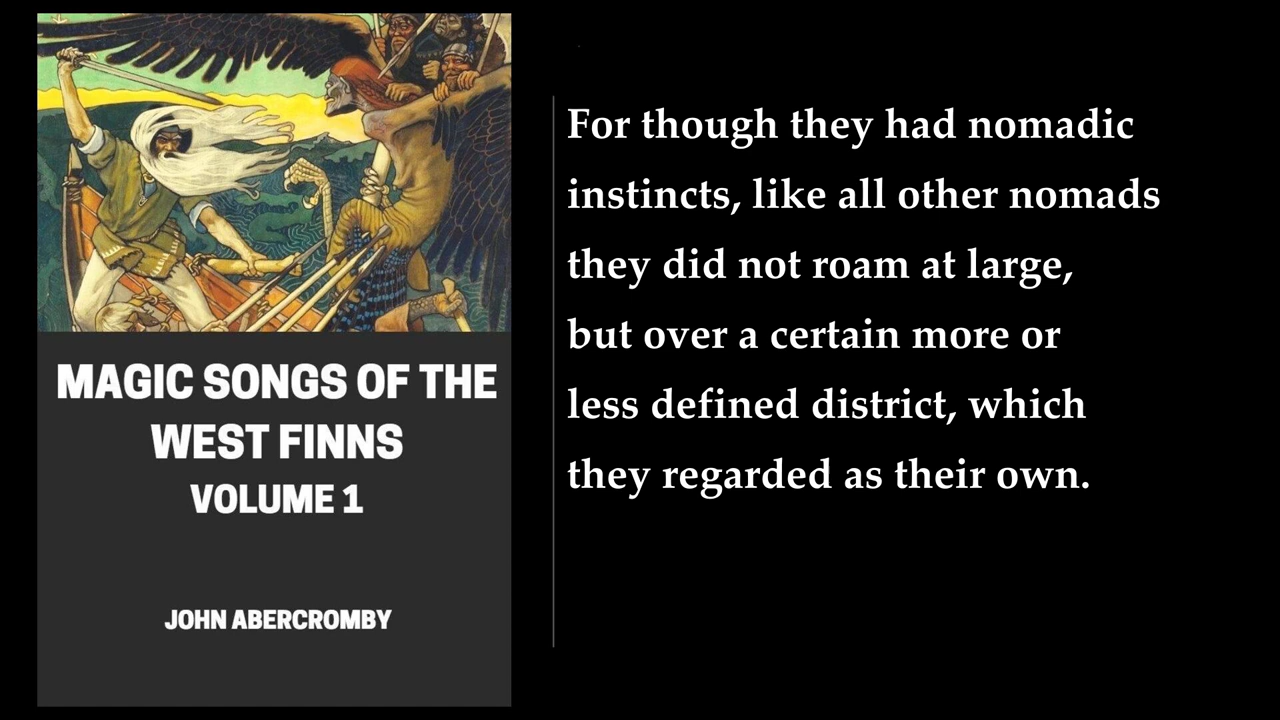 MAGIC SONGS OF THE
WEST FINNS
VOLUME 1
JOHN ABERCROMBY
For though they had nomadic
instincts, like all other nomads
they did not roam at large,
but over a certain more or
less defined district, which
they regarded as their own.